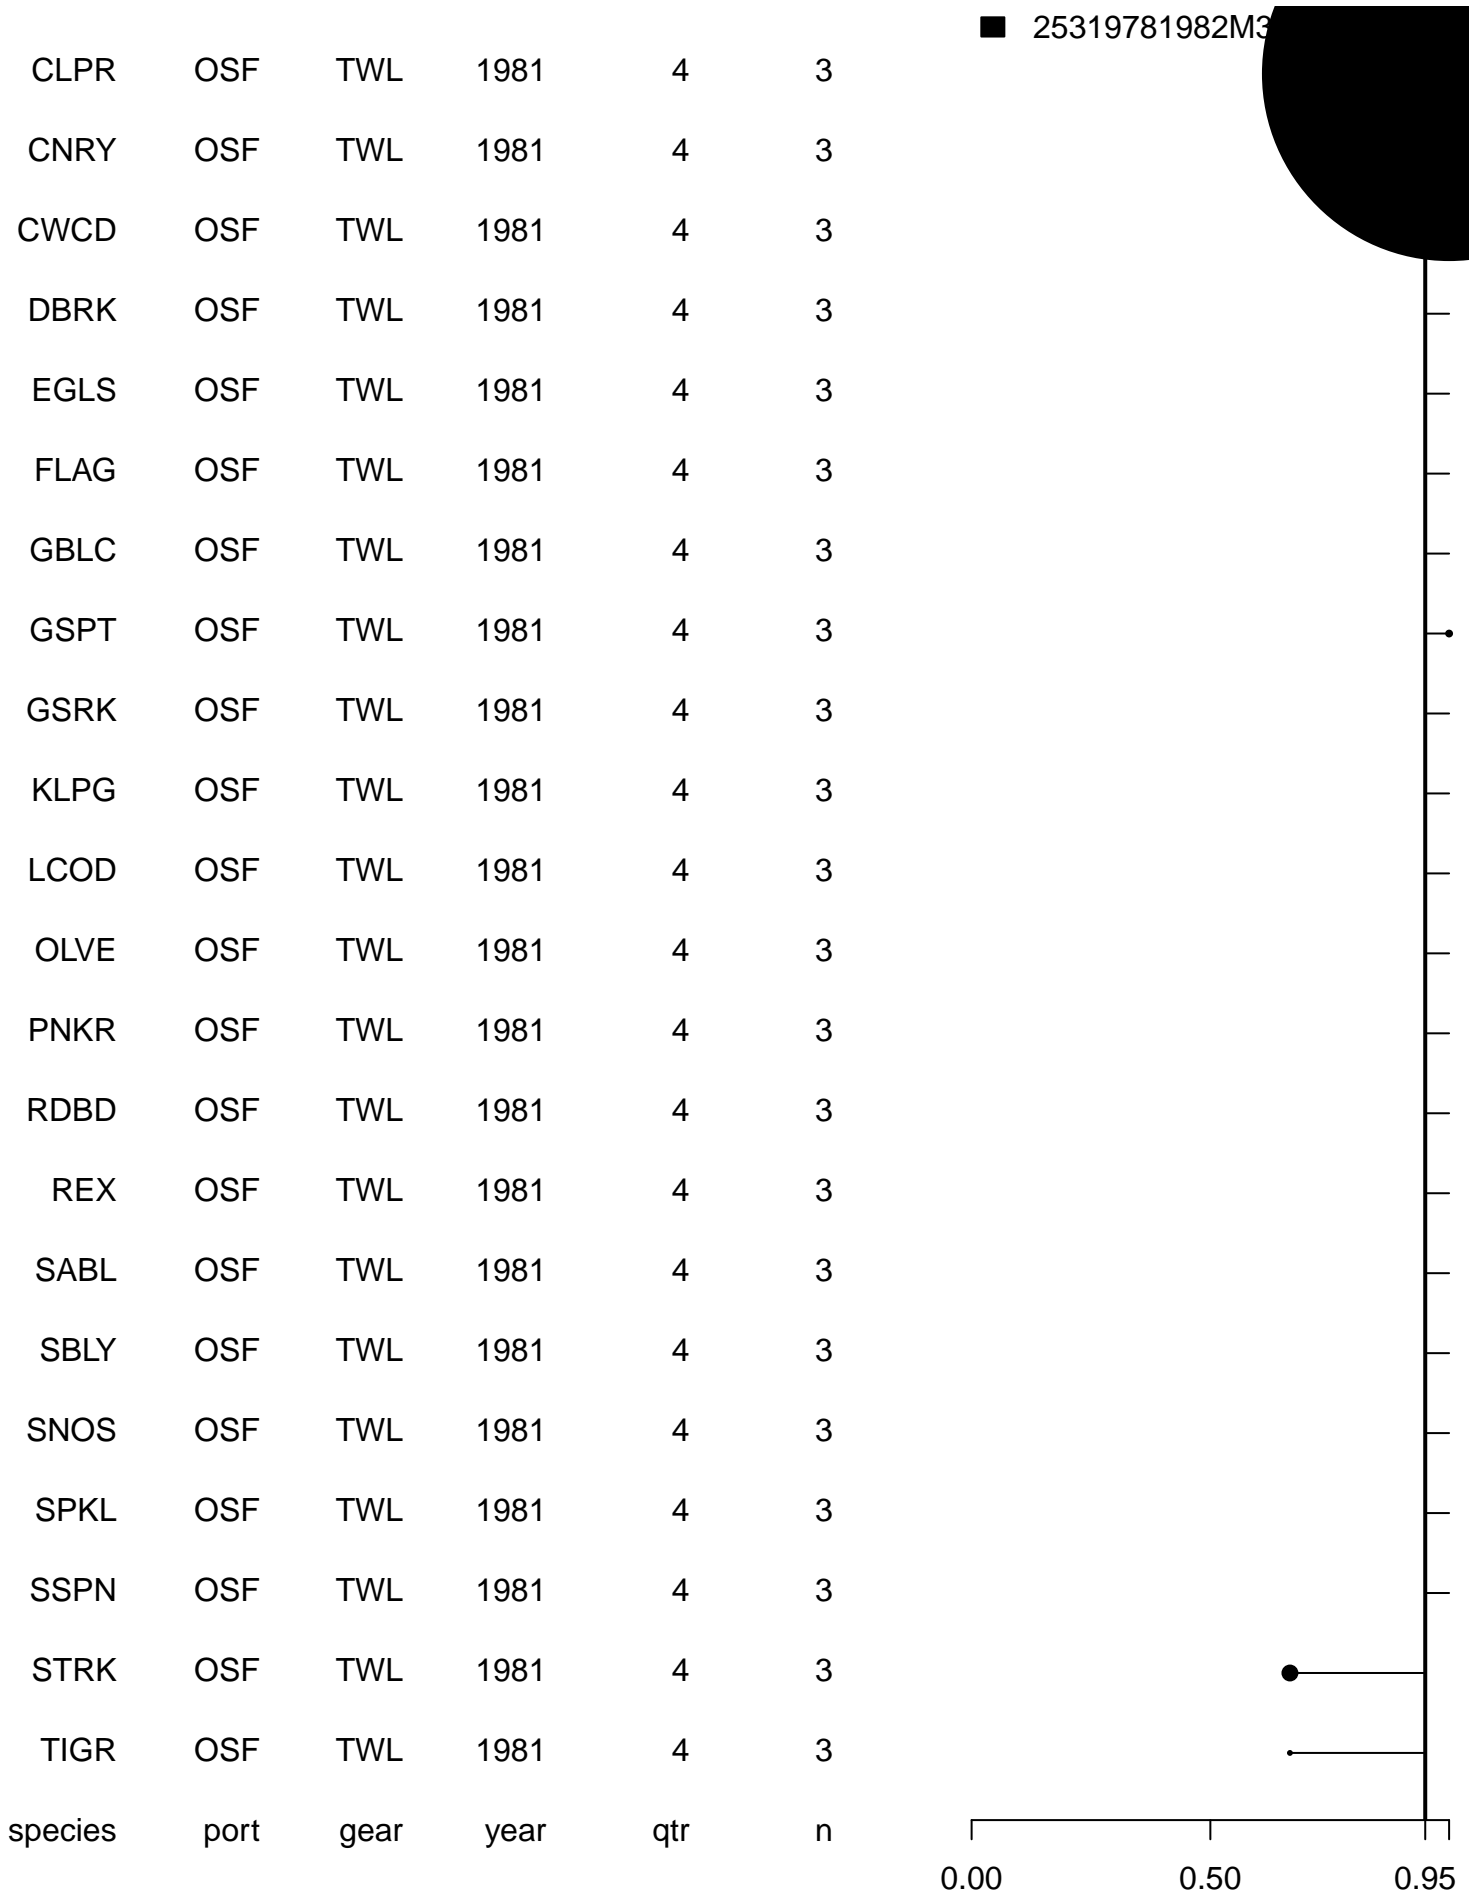 25319781982M3
CLPR OSF TWL 1981 4 3
CNRY OSF TWL 1981 4 3
CWCD OSF TWL 1981 4 3
DBRK OSF TWL 1981 4 3
EGLS OSF TWL 1981 4 3
FLAG OSF TWL 1981 4 3
GBLC OSF TWL 1981 4 3
GSPT OSF TWL 1981 4 3
GSRK OSF TWL 1981 4 3
KLPG OSF TWL 1981 4 3
LCOD OSF TWL 1981 4 3
OLVE OSF TWL 1981 4 3
PNKR OSF TWL 1981 4 3
RDBD OSF TWL 1981 4 3
REX OSF TWL 1981 4 3
SABL OSF TWL 1981 4 3
SBLY OSF TWL 1981 4 3
SNOS OSF TWL 1981 4 3
SPKL OSF TWL 1981 4 3
SSPN OSF TWL 1981 4 3
STRK OSF TWL 1981 4 3
TIGR OSF TWL 1981 4 3
species port gear year qtr n
0.00 0.50 0.95